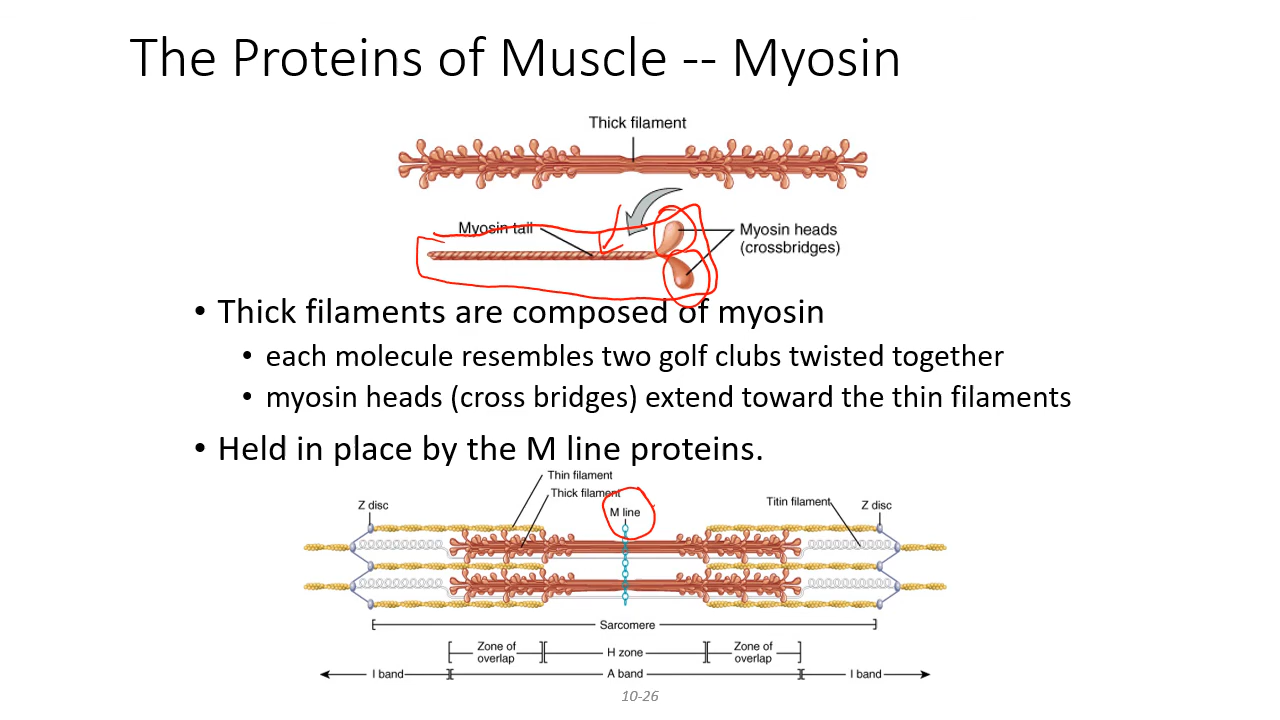 The Proteins of Muscle -- Myosin
Thick filament
Myosin tail
Myosin heads
(crossbridges)
• Thick filaments are composed of myosin
• each molecule resembles two golf clubs twisted together
• myosin heads (cross bridges) extend toward the thin filaments
• Held in place by the M line proteins.
Thin filament
Thick filament
Z disc
M line
Titin filament
Z disc
Sarcomere
Zone of
overlap
H zone
Zone of
overlap
I band
A band
I band
10-26